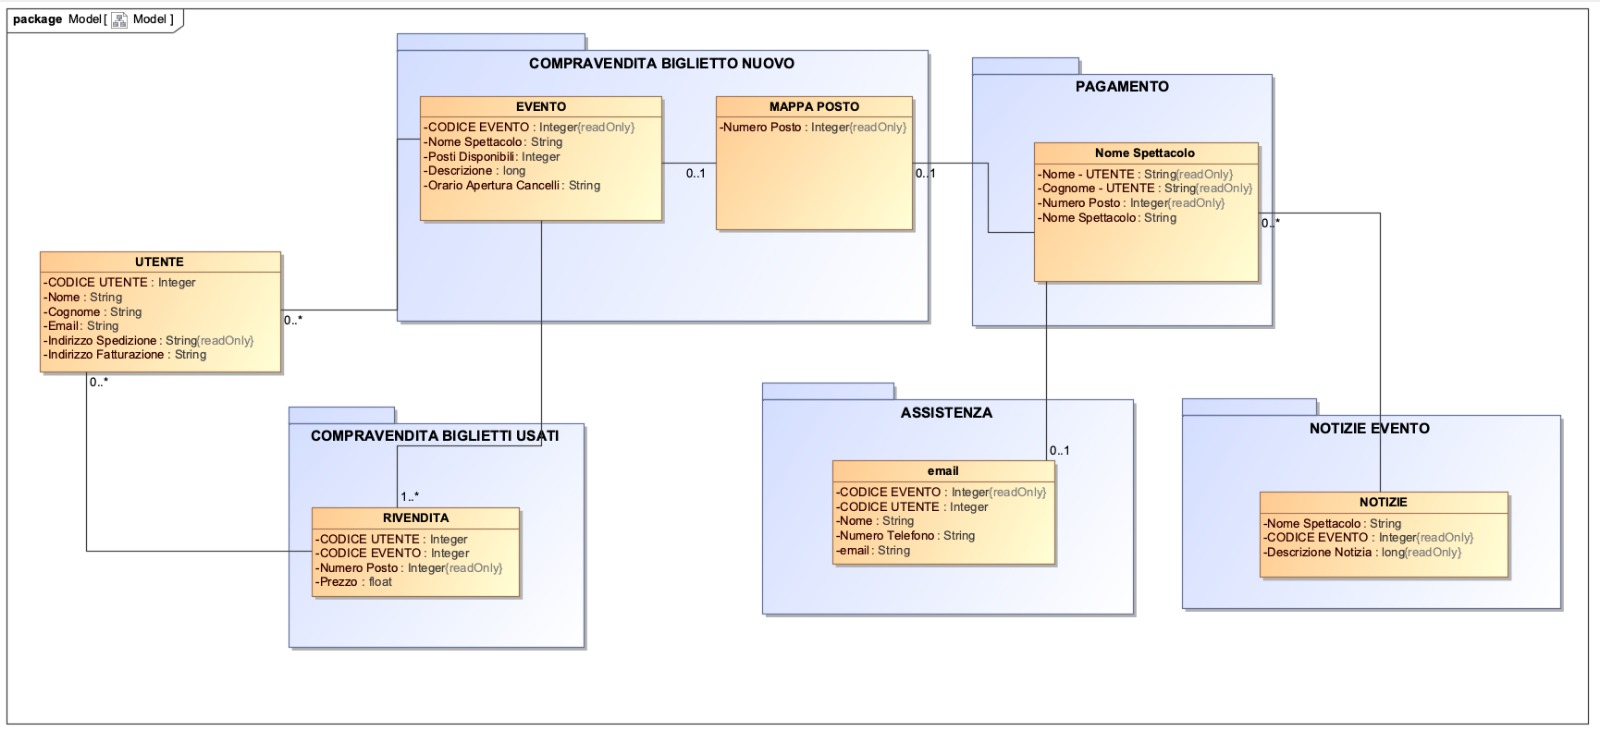 package Model[ Model ]
COMPRAVENDITA BIGLIETTO NUOVO
EVENTO
-CODICE EVENTO : Integer{readOnly}
-Nome Spettacolo : String
-Posti Disponibili : Integer
-Descrizione : long
-Orario Apertura Cancelli : String
0..1
MAPPA POSTO
-Numero Posto : Integer{readOnly}
0..1
PAGAMENTO
Nome Spettacolo
-Nome - UTENTE : String{readOnly}
-Cognome - UTENTE : String{readOnly}
-Numero Posto : Integer{readOnly}
-Nome Spettacolo : String
0..*
UTENTE
-CODICE UTENTE : Integer
-Nome : String
-Cognome : String
-Email : String
-Indirizzo Spedizione : String{readOnly}
-Indirizzo Fatturazione : String
0..*
0..*
COMPRAVENDITA BIGLIETTI USATI
1..*
RIVENDITA
-CODICE UTENTE : Integer
-CODICE EVENTO : Integer
-Numero Posto : Integer{readOnly}
-Prezzo : float
ASSISTENZA
0..1
email
-CODICE EVENTO : Integer{readOnly}
-CODICE UTENTE : Integer
-Nome : String
-Numero Telefono : String
-email : String
NOTIZIE EVENTO
NOTIZIE
-Nome Spettacolo : String
-CODICE EVENTO : Integer{readOnly}
-Descrizione Notizia : long{readOnly}